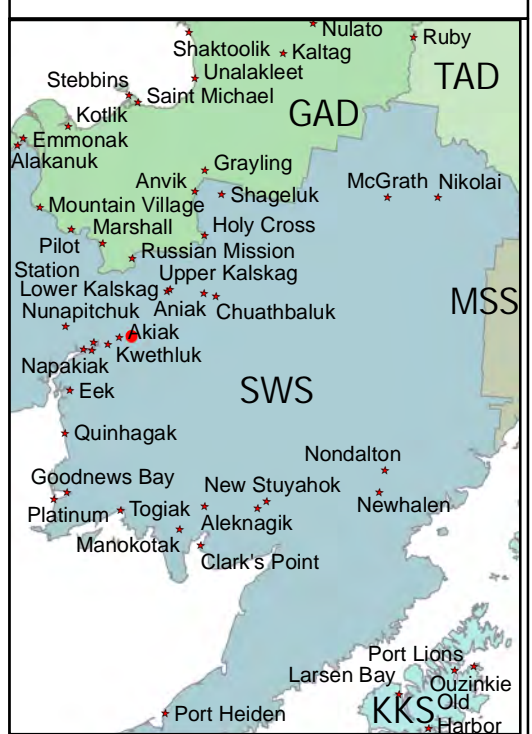 Nulato
Ruby
Shaktoolik
Kaltag
TAD
Unalakleet
Stebbins
Saint Michael
GAD
Kotlik
Emmonak
Alakanuk
Grayling
Anvik
Shageluk
McGrath
Nikolai
Mountain Village
Marshall
Holy Cross
Pilot
Station
Russian Mission
Upper Kalskag
Lower Kalskag
Aniak
Chuathbaluk
MSS
Nunapitchuk
Akiak
Kwethluk
Napakiak
SWS
Eek
Quinhagak
Nondalton
Goodnews Bay
New Stuyahok
Newhalen
Platinum
Togiak
Aleknagik
Manokotak
Clark's Point
Port Lions
Larsen Bay
Ouzinkie
KKS
Old
Harbor
Port Heiden